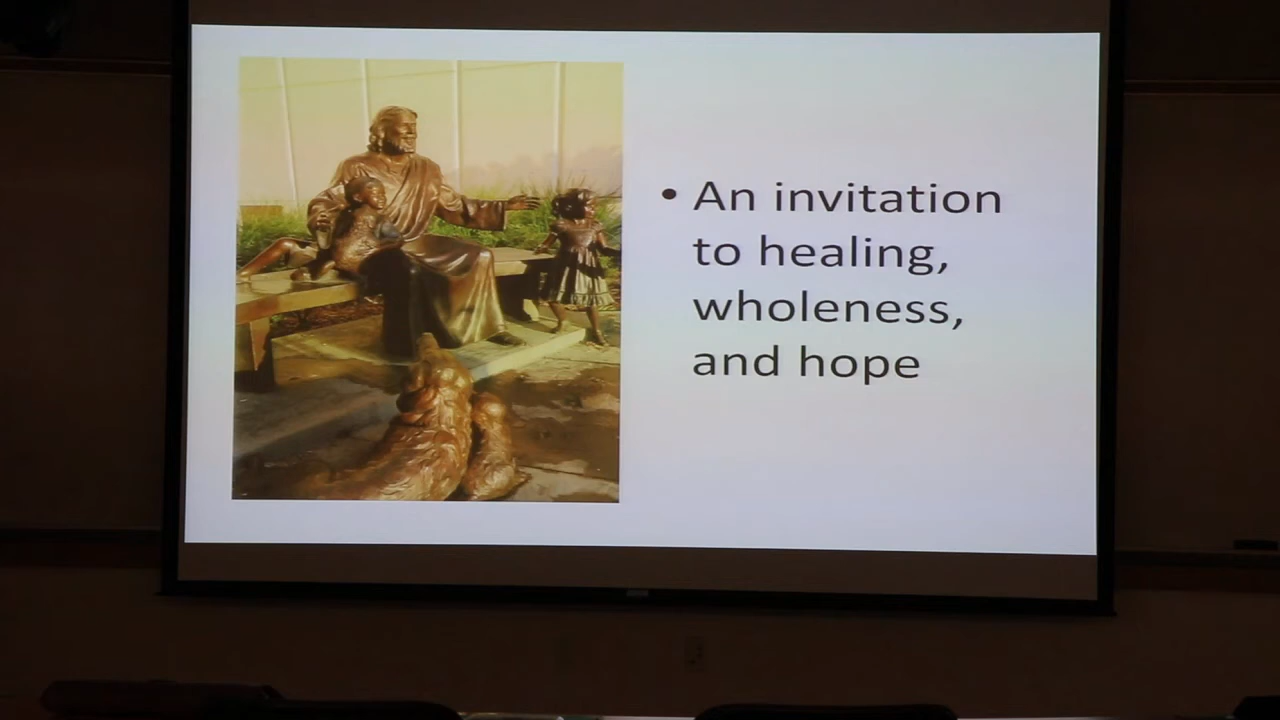 • An invitation
to healing,
wholeness,
and hope